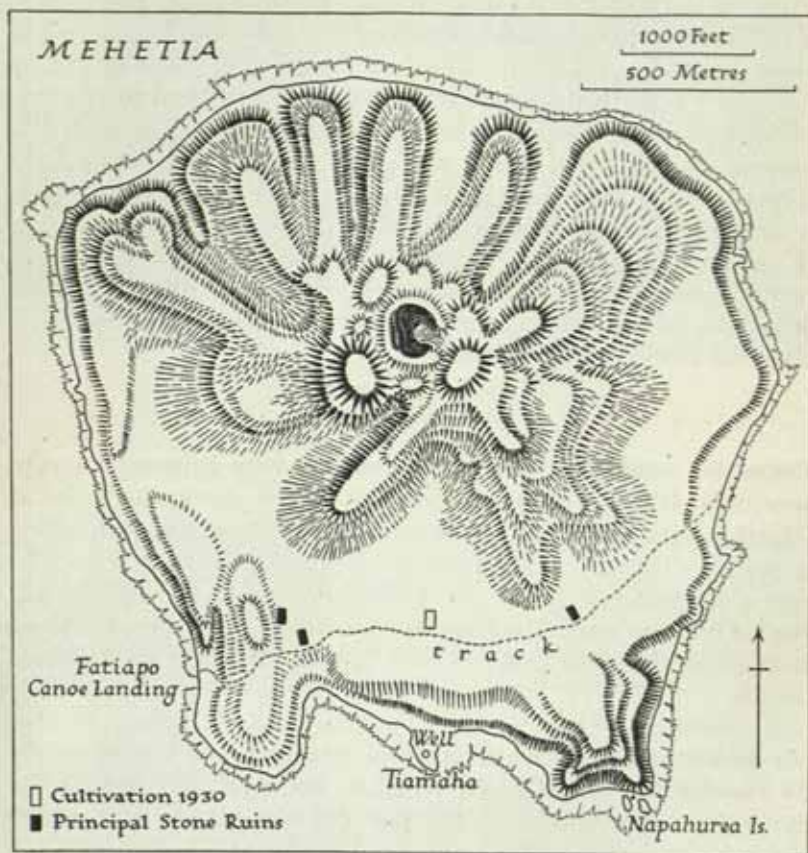 MEHETIA
1000 Feet
500 Metres
track
Fatiapo
Canoe Landing
Well
Tiamaha
Cultivation 1930
Principal Stone Ruins
Napahurea Is.